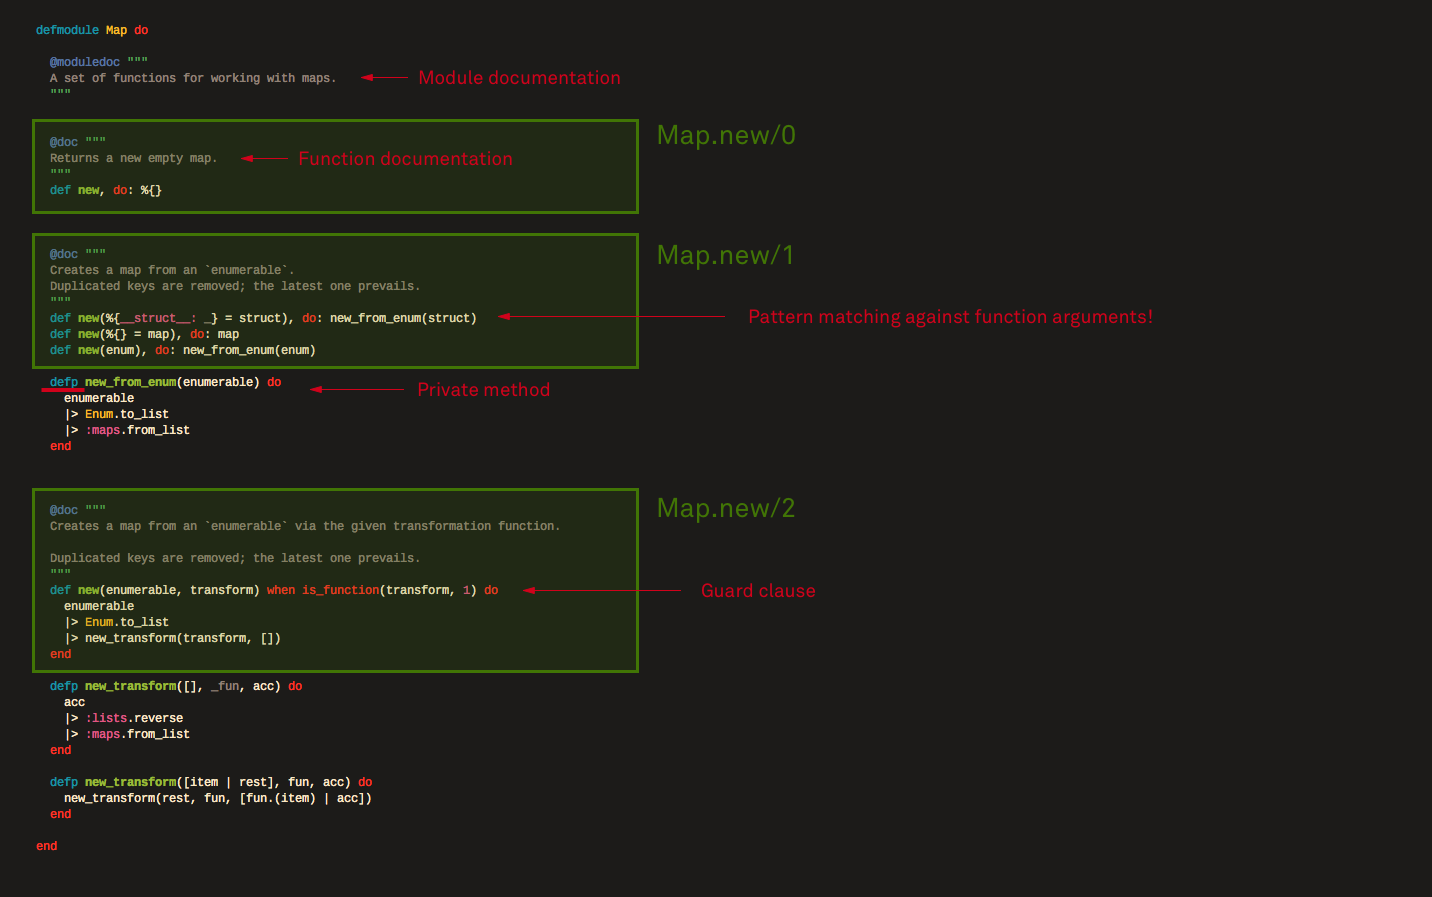 defmodule Map do
@moduledoc """
A set of functions for working with maps.
Module documentation
"""
Map.new/0
@doc """
Returns a new empty map.
Function documentation
"""
def new, do: %{}
Map.new/1
@doc """
Creates a map from an `enumerable`.
Duplicated keys are removed; the latest one prevails.
"""
def new(%{__struct__: _} = struct), do: new_from_enum(struct)
Pattern matching against function arguments!
def new(%{} = map), do: map
def new(enum), do: new_from_enum(enum)
defp new_from_enum(enumerable) do
Private method
enumerable
|> Enum.to_list
|> :maps.from_list
end
Map.new/2
@doc """
Creates a map from an `enumerable` via the given transformation function.
Duplicated keys are removed; the latest one prevails.
"""
def new(enumerable, transform) when is_function(transform, 1) do
Guard clause
enumerable
|> Enum.to_list
|> new_transform(transform, [])
end
defp new_transform([], _fun, acc) do
acc
|> :lists.reverse
|> :maps.from_list
end
defp new_transform([item | rest], fun, acc) do
new_transform(rest, fun, [fun.(item) | acc])
end
end